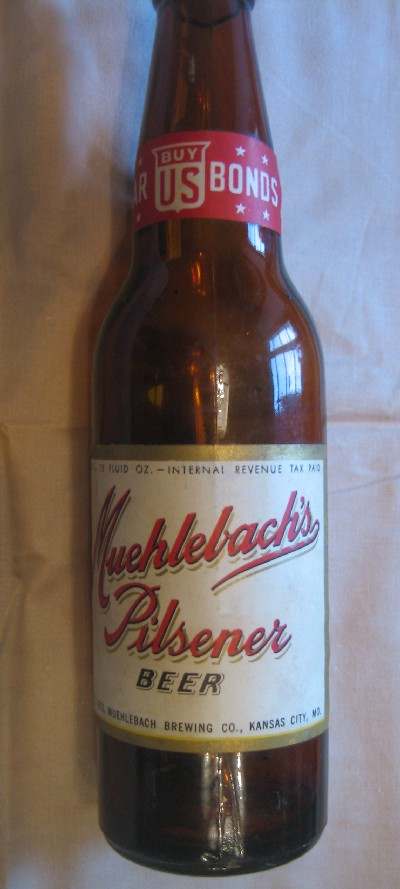 BUY
US BONDS
FLUID OZ. — INTERNAL REVENUE TAX PAID
Muehlebach's
Pilsener
BEER
MUEHLEBACH BREWING CO., KANSAS CITY, MO.